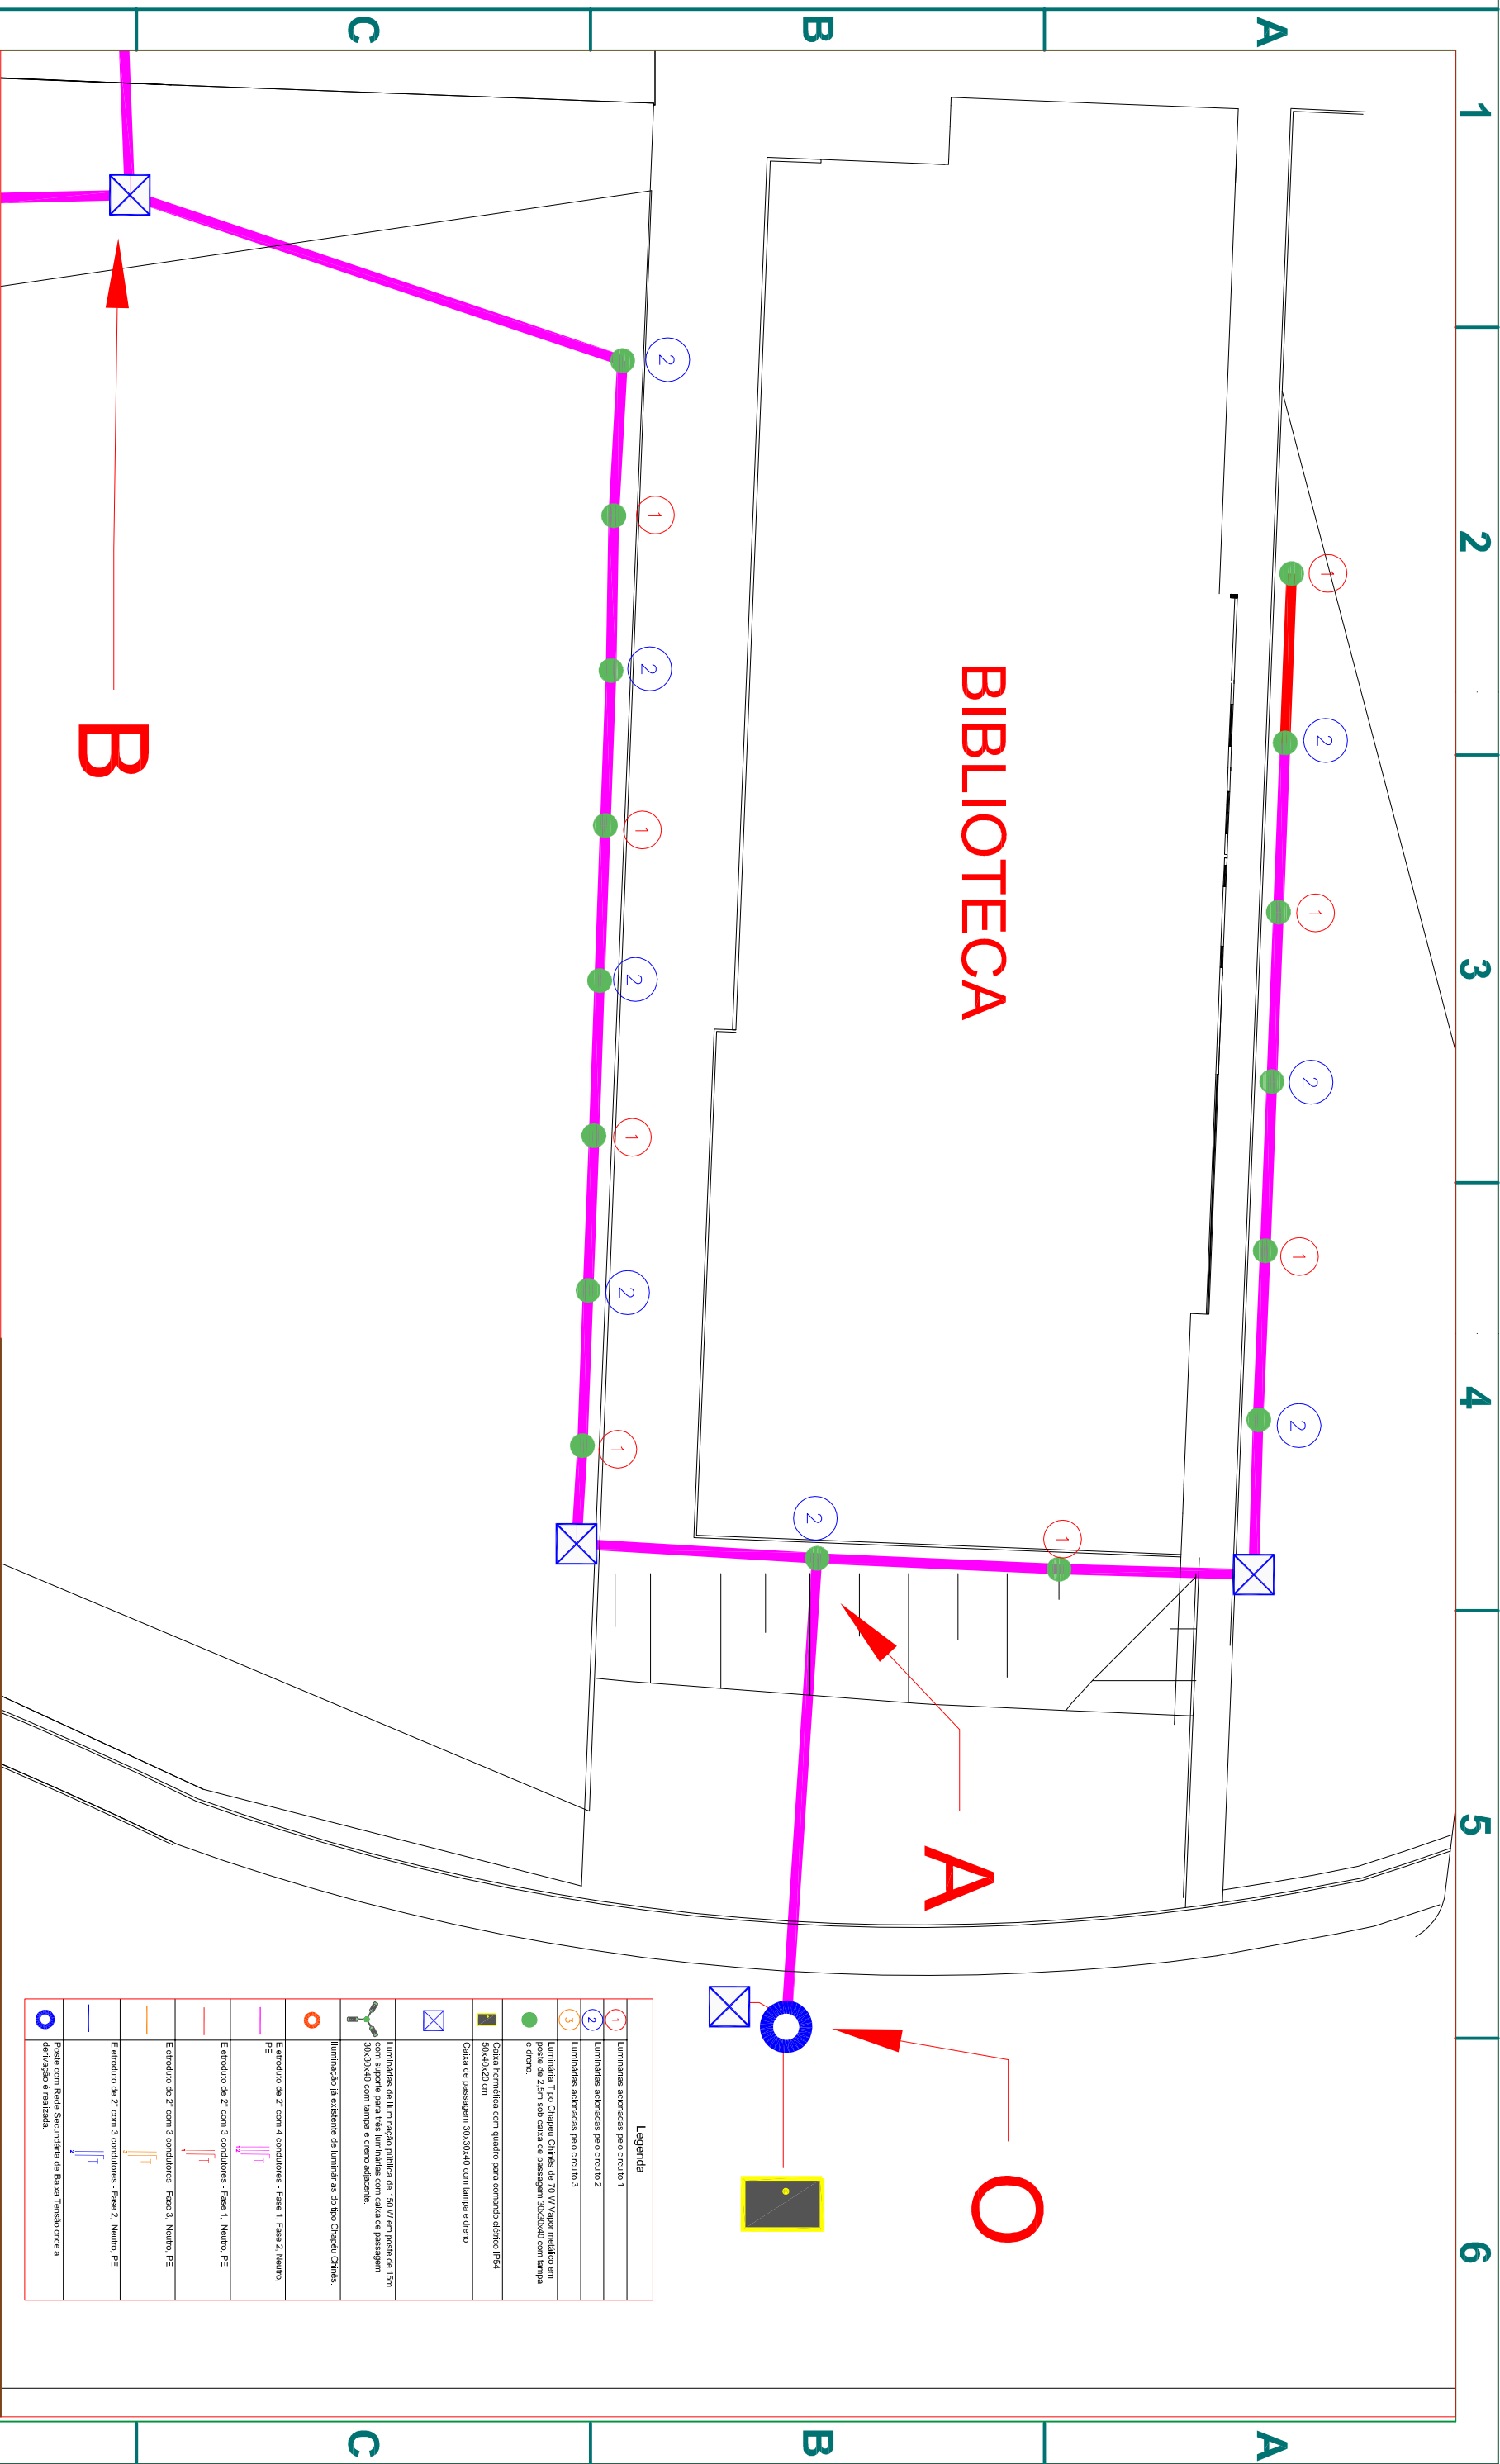 1
2
3
4
5
6
A
B
C
A
B
C
BIBLIOTECA
2
1
2
1
2
1
2
1
1
2
1
2
1
2
2
1
A
B
O
Legenda
1 Luminárias acionadas pelo circuito 1
2 Luminárias acionadas pelo circuito 2
3 Luminárias acionadas pelo circuito 3
Luminária Tipo Chapeu Chinês de 70 W Vapor metálico em
poste de 2,5m sob caixa de passagem 30x30x40 com tampa
e dreno.
Caixa hermética com quadro para comando elétrico IP54
50x40x20 cm
Caixa de passagem 30x30x40 com tampa e dreno
Luminárias de iluminação pública de 150 W em poste de 15m
com suporte para três luminárias com caixa de passagem
30x30x40 com tampa e dreno adjacente.
Iluminação já existente de luminárias do tipo Chapéu Chinês.
Eletroduto de 2" com 4 condutores - Fase 1, Fase 2, Neutro,
PE
1 2
Eletroduto de 2" com 3 condutores - Fase 1, Neutro, PE
1
Eletroduto de 2" com 3 condutores - Fase 3, Neutro, PE
3
Eletroduto de 2" com 3 condutores - Fase 2, Neutro, PE
2
Poste com Rede Secundária de Baixa Tensão onde a
derivação é realizada.